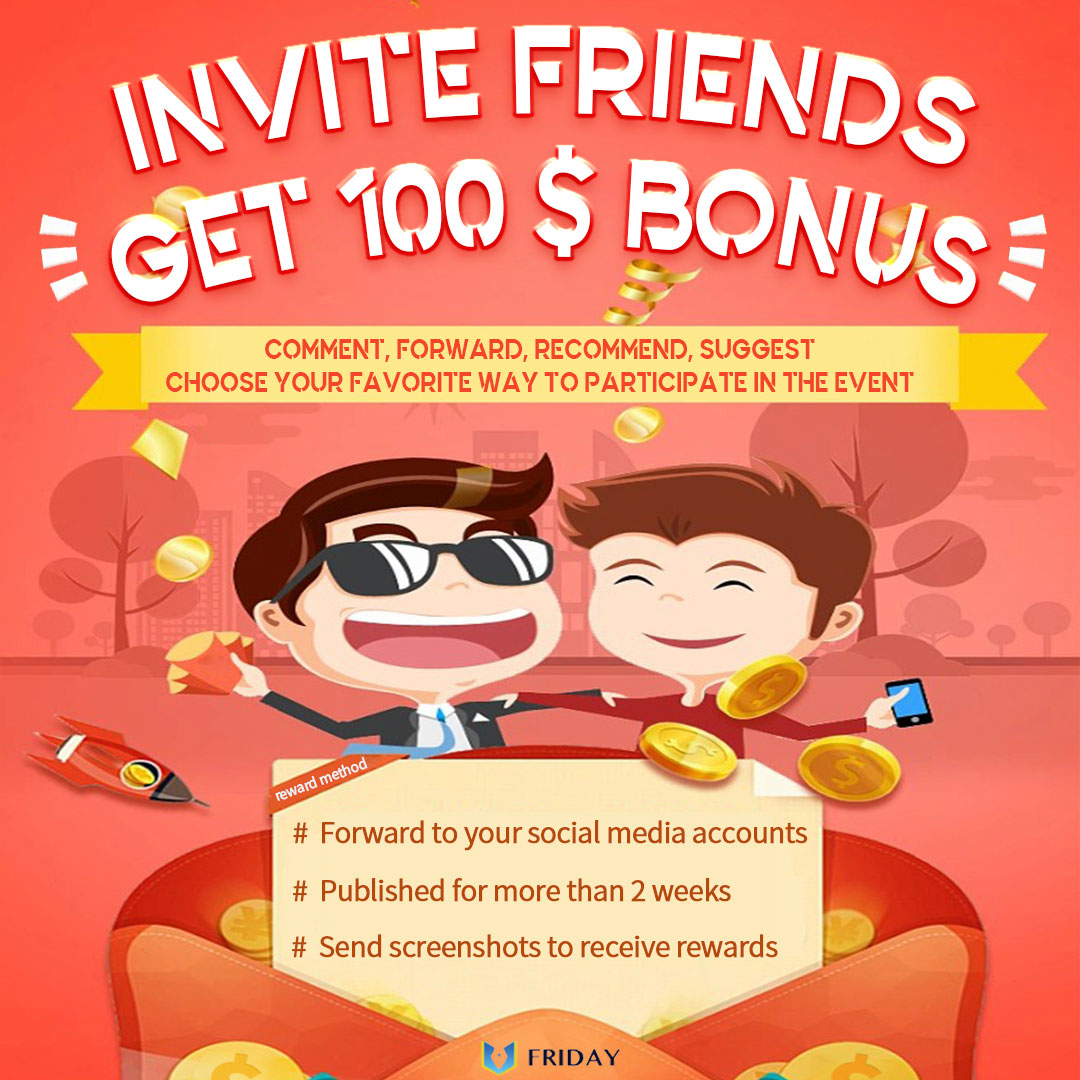 INVITE FRIENDS
GET 100 $ BONUS
COMMENT, FORWARD, RECOMMEND, SUGGEST
CHOOSE YOUR FAVORITE WAY TO PARTICIPATE IN THE EVENT
reward method
# Forward to your social media accounts
# Published for more than 2 weeks
# Send screenshots to receive rewards
FRIDAY